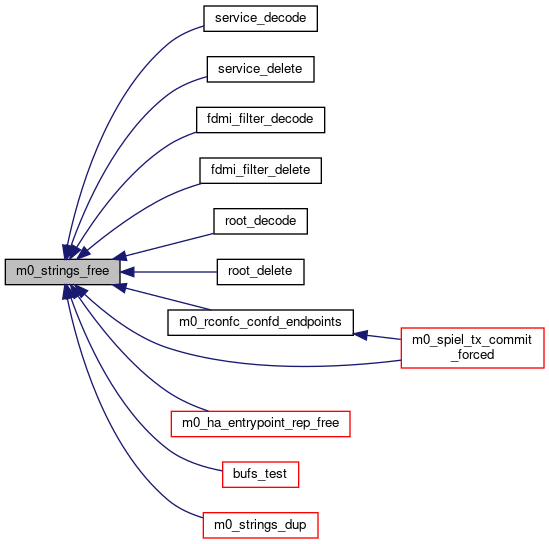 service_decode
service_delete
fdmi_filter_decode
fdmi_filter_delete
root_decode
m0_strings_free
root_delete
m0_rconfc_confd_endpoints
m0_spiel_tx_commit
_forced
m0_ha_entrypoint_rep_free
bufs_test
m0_strings_dup